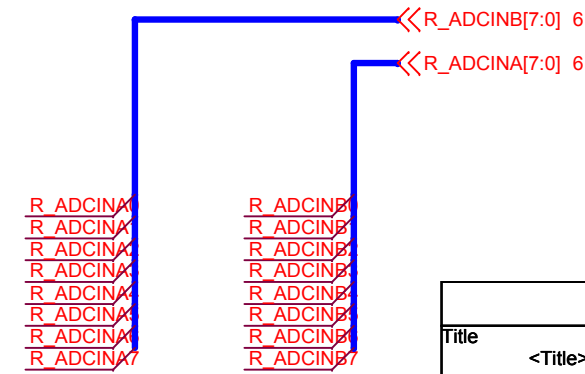 R_ADCINB[7:0] 6
R_ADCINA[7:0] 6
R_ADCINA0 R_ADCINB0
R_ADCINA1 R_ADCINB1
R_ADCINA2 R_ADCINB2
R_ADCINA3 R_ADCINB3
R_ADCINA4 R_ADCINB4
R_ADCINA5 R_ADCINB5
R_ADCINA6 R_ADCINB6
R_ADCINA7 R_ADCINB7
Title
<Title>